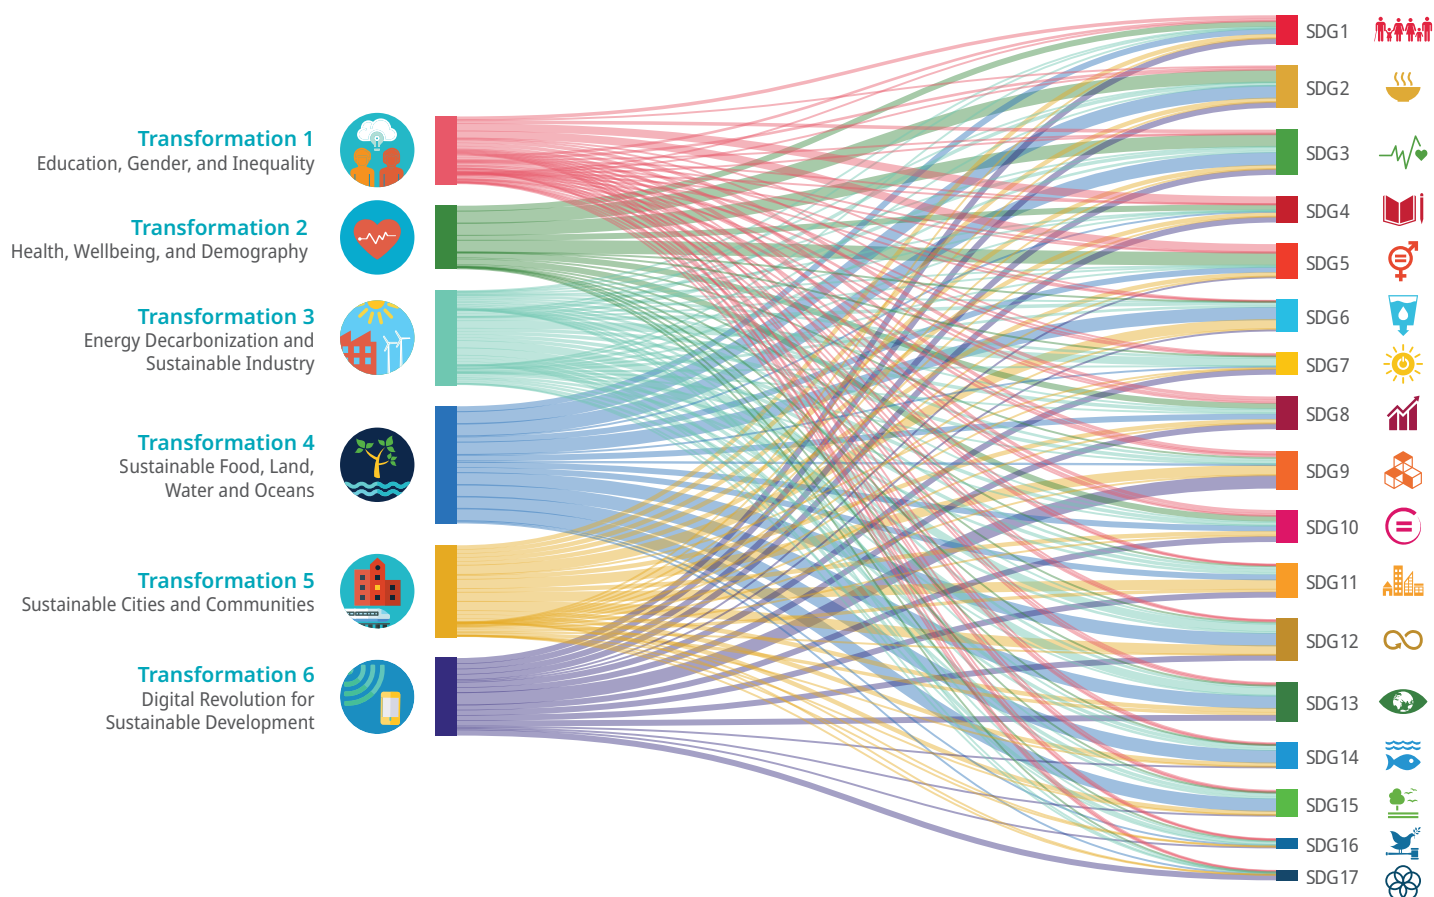 Transformation 1
Education, Gender, and Inequality
Transformation 2
Health, Wellbeing, and Demography
Transformation 3
Energy Decarbonization and
Sustainable Industry
Transformation 4
Sustainable Food, Land,
Water and Oceans
Transformation 5
Sustainable Cities and Communities
Transformation 6
Digital Revolution for
Sustainable Development
SDG1
SDG2
SDG3
SDG4
SDG5
SDG6
SDG7
SDG8
SDG9
SDG10
SDG11
SDG12
SDG13
SDG14
SDG15
SDG16
SDG17